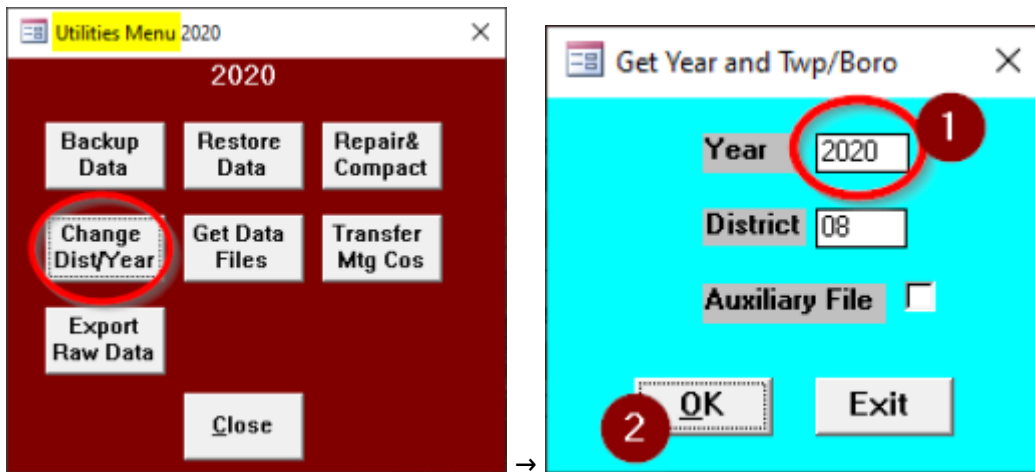 Utilities Menu 2020
2020
Backup
Data
Restore
Data
Repair&
Compact
Change
Dist/Year
Get Data
Files
Transfer
Mtg Cos
Export
Raw Data
Close
→
Get Year and Twp/Boro
Year 2020
1
District 08
Auxiliary File
2
OK
Exit